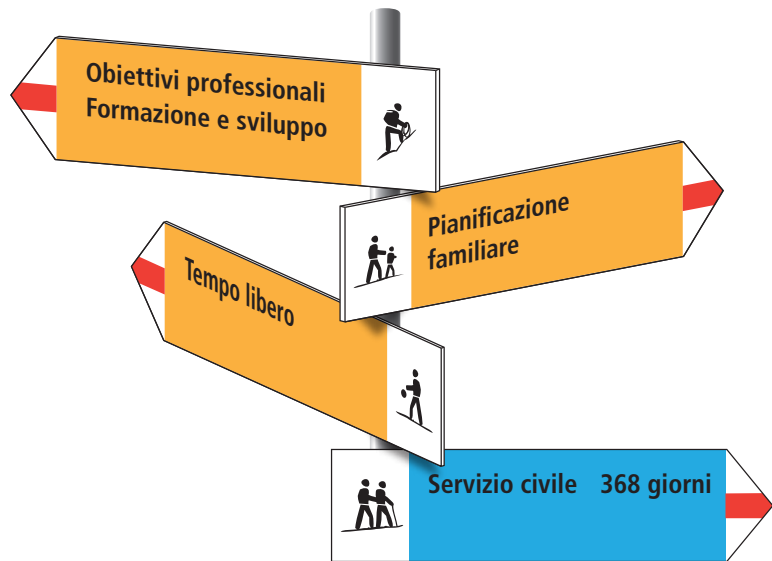 Obiettivi professionali
Formazione e sviluppo
Pianificazione
familiare
Tempo libero
Servizio civile 368 giorni